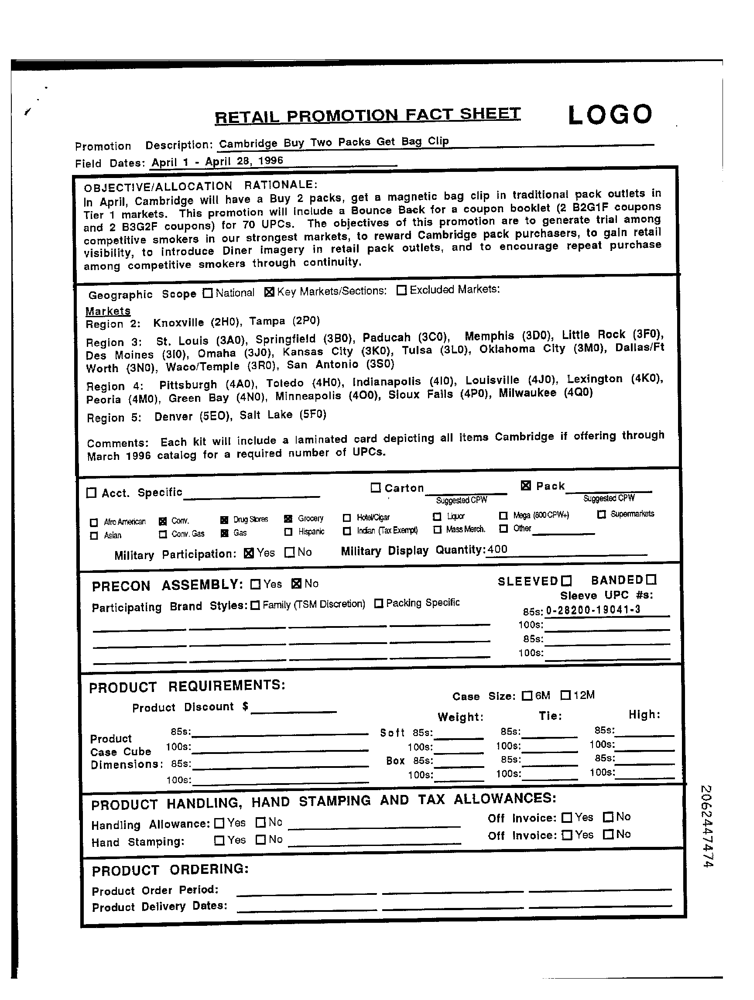 RETAIL PROMOTION FACT SHEET LOGO
Promotion Description: Cambridge Buy Two Packs Get Bag Clip
Field Dates: April 1 - April 28, 1996
OBJECTIVE/ALLOCATION RATIONALE:
In April, Cambridge will have a Buy 2 packs, get a magnetic bag clip in traditional pack outlets in
Tier 1 markets. This promotion will include a Bounce Back for a coupon booklet (2 B2G1F coupons
and 2 B3G2F coupons) for 70 UPCs. The objectives of this promotion are to generate trial among
competitive smokers in our strongest markets, to reward Cambridge pack purchasers, to gain retail
visibility, to introduce Diner imagery in retail pack outlets, and to encourage repeat purchase
among competitive smokers through continuity.
Geographic Scope ☐ National ☒ Key Markets/Sections: ☐ Excluded Markets:
Markets
Region 2: Knoxville (2H0), Tampa (2P0)
Region 3: St. Louis (3A0), Springfield (3B0), Paducah (3C0), Memphis (3D0), Little Rock (3F0),
Des Moines (3I0), Omaha (3J0), Kansas City (3K0), Tulsa (3L0), Oklahoma City (3M0), Dallas/Ft
Worth (3N0), Waco/Temple (3R0), San Antonio (3S0)
Region 4: Pittsburgh (4A0), Toledo (4H0), Indianapolis (4I0), Louisville (4J0), Lexington (4K0),
Peoria (4M0), Green Bay (4N0), Minneapolis (4O0), Sioux Falls (4P0), Milwaukee (4Q0)
Region 5: Denver (5EO), Salt Lake (5F0)
Comments: Each kit will include a laminated card depicting all items Cambridge if offering through
March 1996 catalog for a required number of UPCs.
☐ Acct. Specific ☐ Carton ☒ Pack
Suggested CPW Suggested CPW
☐ Afro American ☒ Conv. ☒ Drug Stores ☒ Grocery ☐ Hotel/Cigar ☐ Liquor ☐ Mega (800 CPW+) ☐ Supermarkets
☐ Asian ☐ Conv. Gas ☒ Gas ☐ Hispanic ☐ Indian (Tax Exempt) ☐ Mass Merch. ☐ Other
Military Participation: ☒ Yes ☐ No Military Display Quantity: 400
PRECON ASSEMBLY: ☐ Yes ☒ No SLEEVED ☐ BANDED ☐
Sleeve UPC #s:
Participating Brand Styles: ☐ Family (TSM Discretion) ☐ Packing Specific
85s: 0-28200-19041-3
100s:
85s:
100s:
PRODUCT REQUIREMENTS:
Case Size: ☐ 6M ☐ 12M
Product Discount $
Weight: Tie: High:
Product 85s: Soft 85s: 85s: 85s:
Case Cube 100s: 100s: 100s: 100s:
Dimensions: 85s: Box 85s: 85s: 85s:
100s: 100s: 100s: 100s:
PRODUCT HANDLING, HAND STAMPING AND TAX ALLOWANCES:
Handling Allowance: ☐ Yes ☐ No Off Invoice: ☐ Yes ☐ No
Hand Stamping: ☐ Yes ☐ No Off Invoice: ☐ Yes ☐ No
PRODUCT ORDERING:
Product Order Period:
Product Delivery Dates:
2062447474